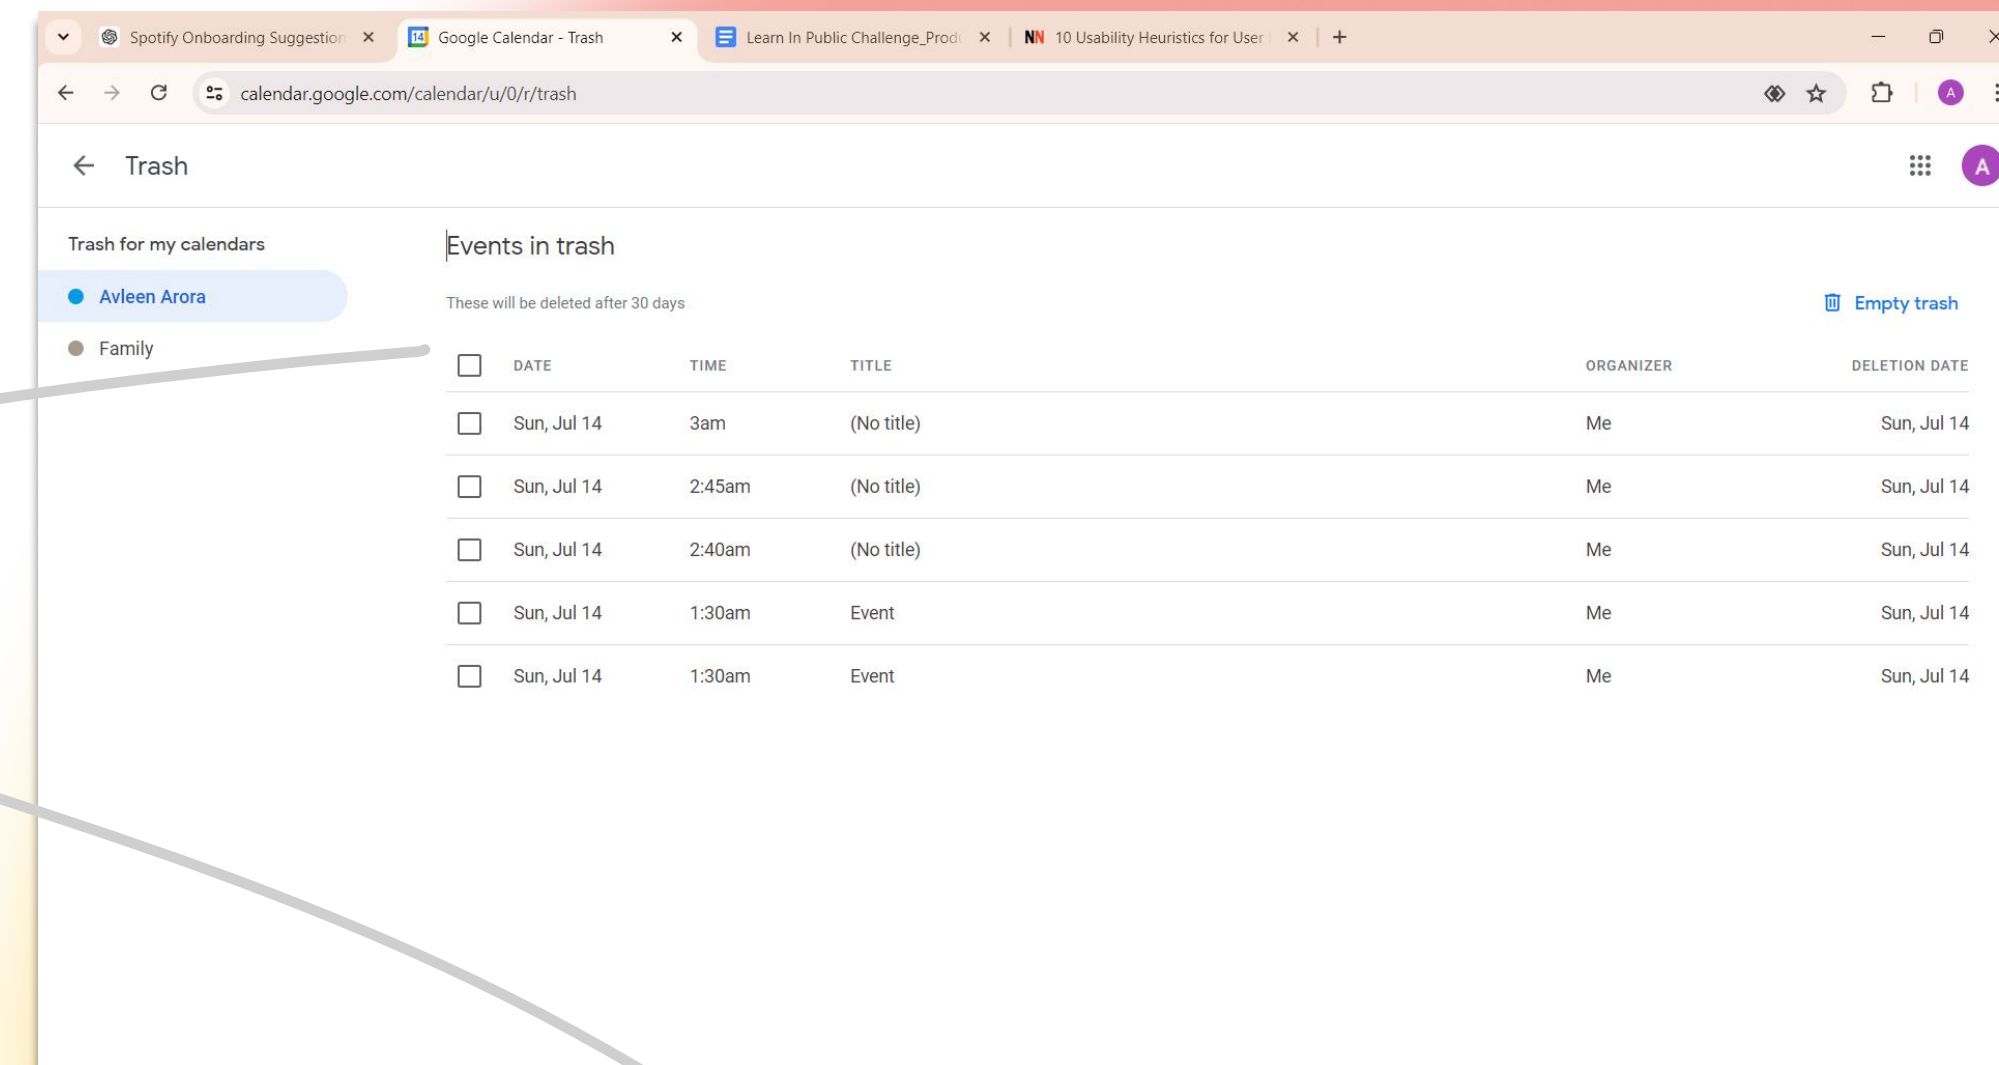 Spotify Onboarding Suggestion
14 Google Calendar - Trash
Learn In Public Challenge_Prod
NN 10 Usability Heuristics for User
calendar.google.com/calendar/u/0/r/trash
A
Trash
A
Trash for my calendars
Avleen Arora
Family
Events in trash
These will be deleted after 30 days
Empty trash
DATE TIME TITLE ORGANIZER DELETION DATE
Sun, Jul 14 3am (No title) Me Sun, Jul 14
Sun, Jul 14 2:45am (No title) Me Sun, Jul 14
Sun, Jul 14 2:40am (No title) Me Sun, Jul 14
Sun, Jul 14 1:30am Event Me Sun, Jul 14
Sun, Jul 14 1:30am Event Me Sun, Jul 14